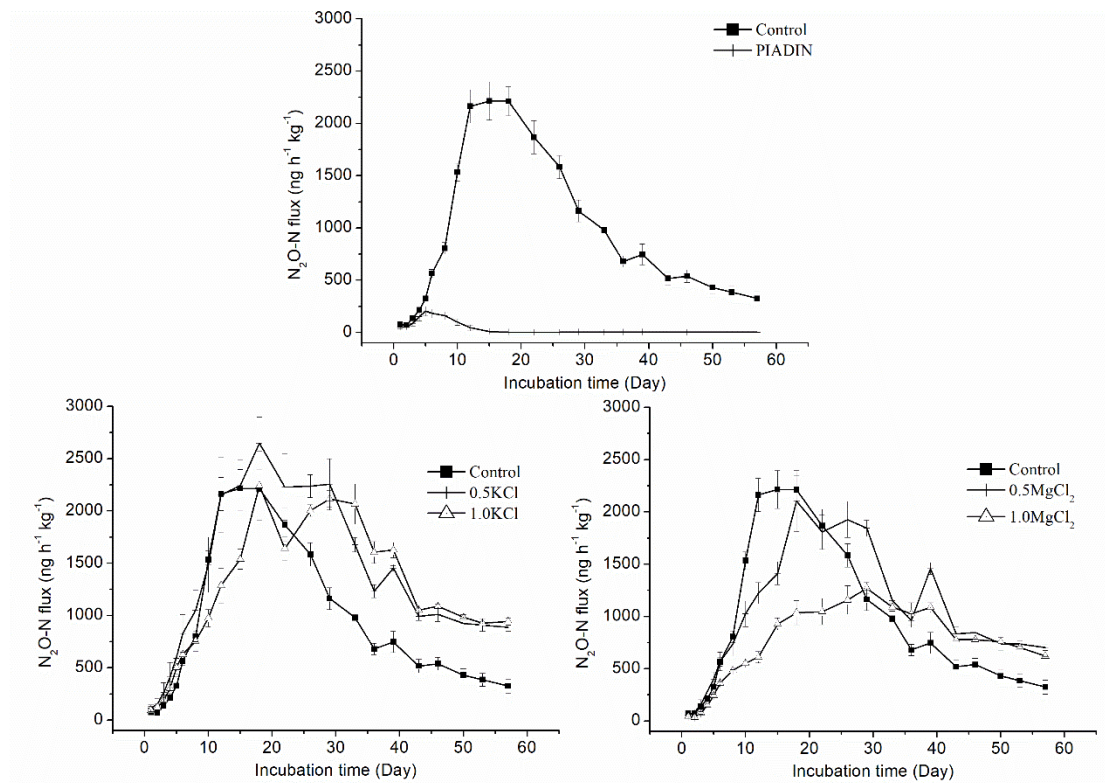 3000
2500
2000
1500
1000
500
0
N₂O-N flux (ng h⁻¹ kg⁻¹)
Control
PIADIN
0 10 20 30 40 50 60
Incubation time (Day)
3000
2500
2000
1500
1000
500
0
N₂O-N flux (ng h⁻¹ kg⁻¹)
Control
0.5KCl
1.0KCl
0 10 20 30 40 50 60
Incubation time (Day)
3000
2500
2000
1500
1000
500
0
N₂O-N flux (ng h⁻¹ kg⁻¹)
Control
0.5MgCl₂
1.0MgCl₂
0 10 20 30 40 50 60
Incubation time (Day)